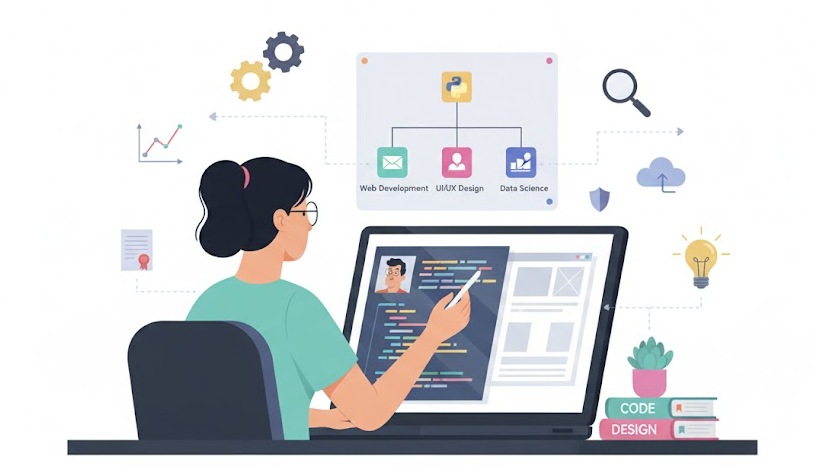 Web Development
UI/UX Design
Data Science
CODE
DESIGN